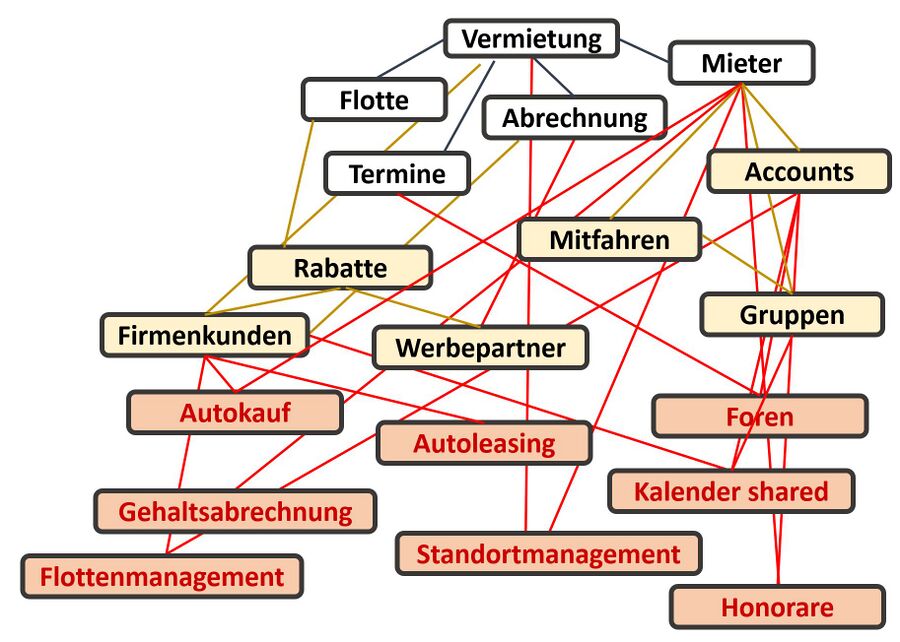 Vermietung
Mieter
Flotte
Abrechnung
Termine
Accounts
Mitfahren
Rabatte
Gruppen
Firmenkunden
Werbepartner
Autokauf
Foren
Autoleasing
Kalender shared
Gehaltsabrechnung
Standortmanagement
Flottenmanagement
Honorare